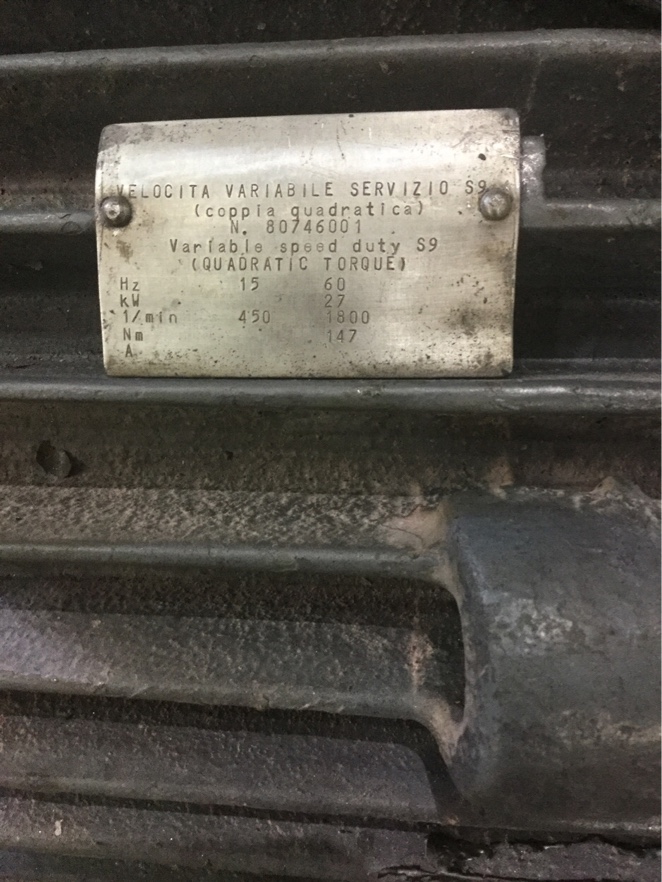 VELOCITA VARIABILE SERVIZIO S9
(coppia quadratica)
N. 80746001
Variable speed duty S9
(QUADRATIC TORQUE)
Hz 15 60
kW 27
1/min 450 1800
Nm 147
A